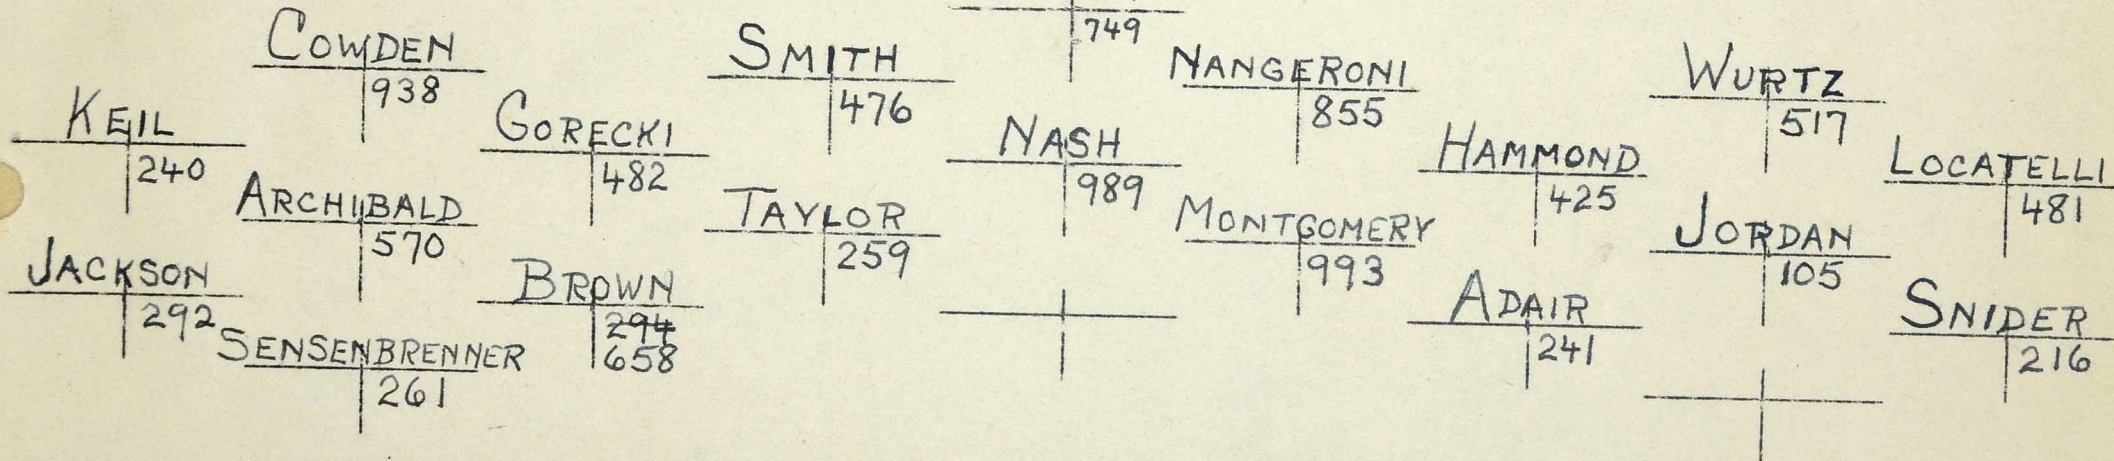 749
COWDEN
938
SMITH
476
NANGERONI
855
WURTZ
517
KEIL
240
GORECKI
482
NASH
989
HAMMOND
425
LOCATELLI
481
ARCHIBALD
570
TAYLOR
259
MONTGOMERY
993
JORDAN
105
JACKSON
292
BROWN
294
658
ADAIR
241
SNIDER
216
SENSENBRENNER
261